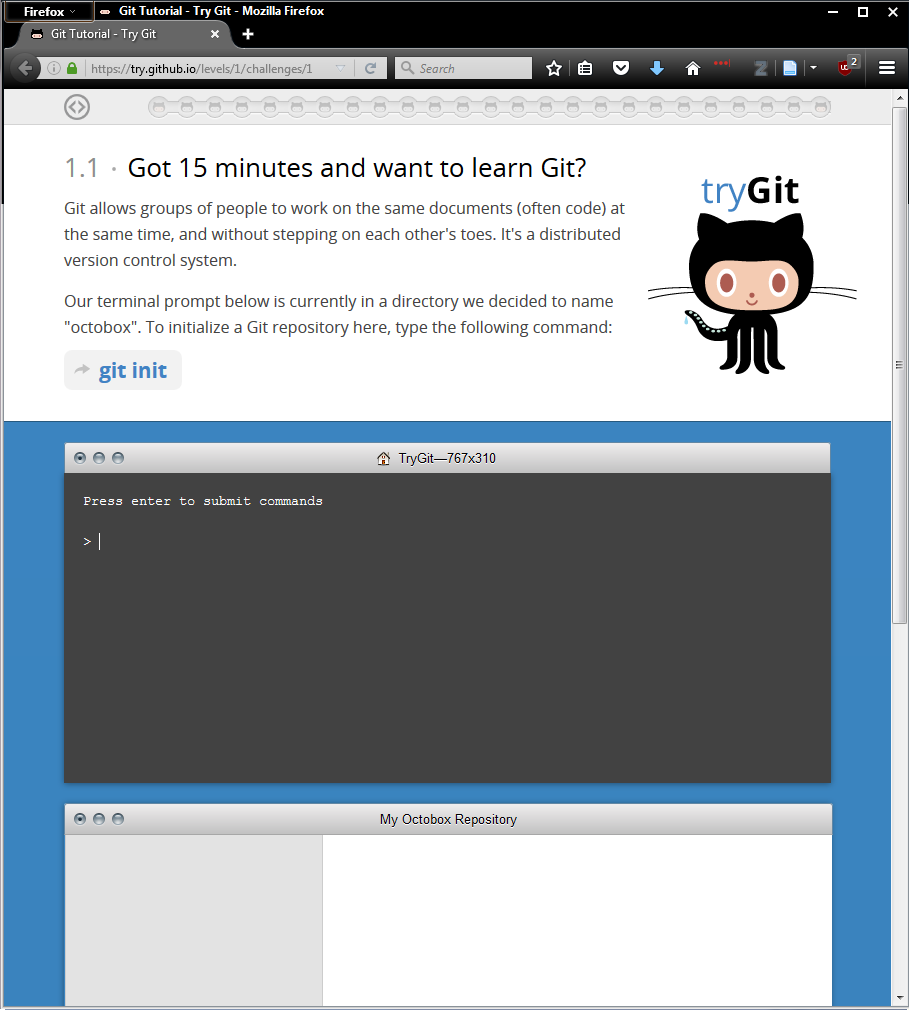 Firefox
Git Tutorial - Try Git - Mozilla Firefox
Git Tutorial - Try Git
https://try.github.io/levels/1/challenges/1
Search
2
1.1 · Got 15 minutes and want to learn Git?
tryGit
Git allows groups of people to work on the same documents (often code) at
the same time, and without stepping on each other's toes. It's a distributed
version control system.
Our terminal prompt below is currently in a directory we decided to name
"octobox". To initialize a Git repository here, type the following command:
git init
TryGit—767x310
Press enter to submit commands
>
My Octobox Repository